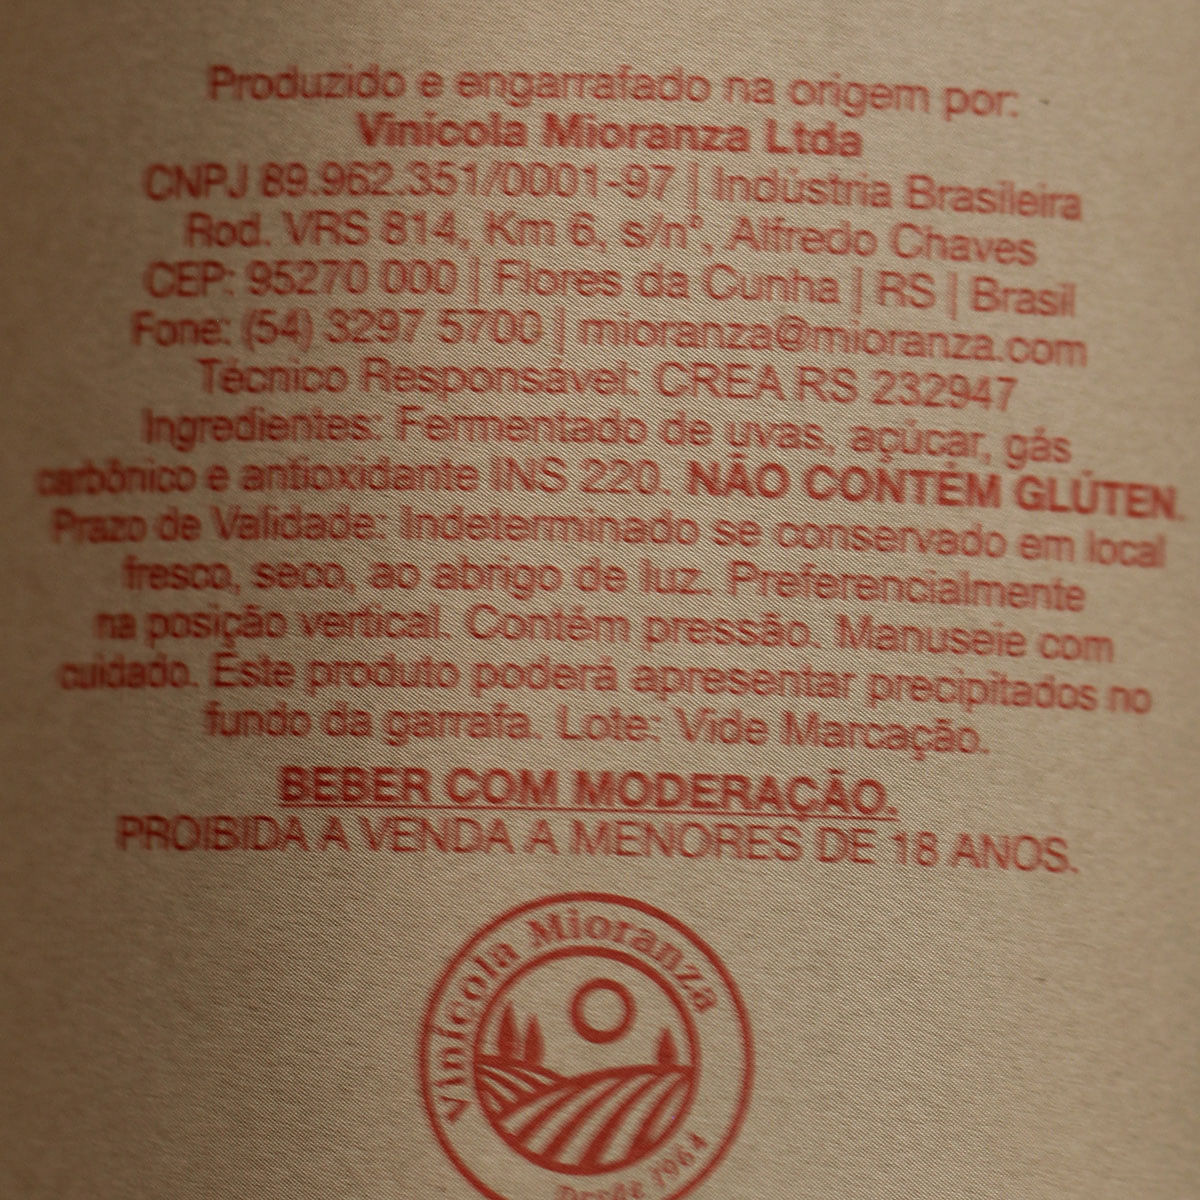 Produzido e engarrafado na origem por:
Vinícola Mioranza Ltda
CNPJ 89.962.351/0001-97 | Indústria Brasileira
Rod. VRS 814, Km 6, s/nº, Alfredo Chaves
CEP: 95270 000 | Flores da Cunha | RS | Brasil
Fone: (54) 3297 5700 | mioranza@mioranza.com
Técnico Responsável: CREA RS 232947
Ingredientes: Fermentado de uvas, açúcar, gás
carbônico e antioxidante INS 220. NÃO CONTÉM GLÚTEN.
Prazo de Validade: Indeterminado se conservado em local
fresco, seco, ao abrigo de luz. Preferencialmente
na posição vertical. Contém pressão. Manuseie com
cuidado. Este produto poderá apresentar precipitados no
fundo da garrafa. Lote: Vide Marcação.
BEBER COM MODERAÇÃO.
PROIBIDA A VENDA A MENORES DE 18 ANOS.
Vinícola Mioranza
Desde 1964